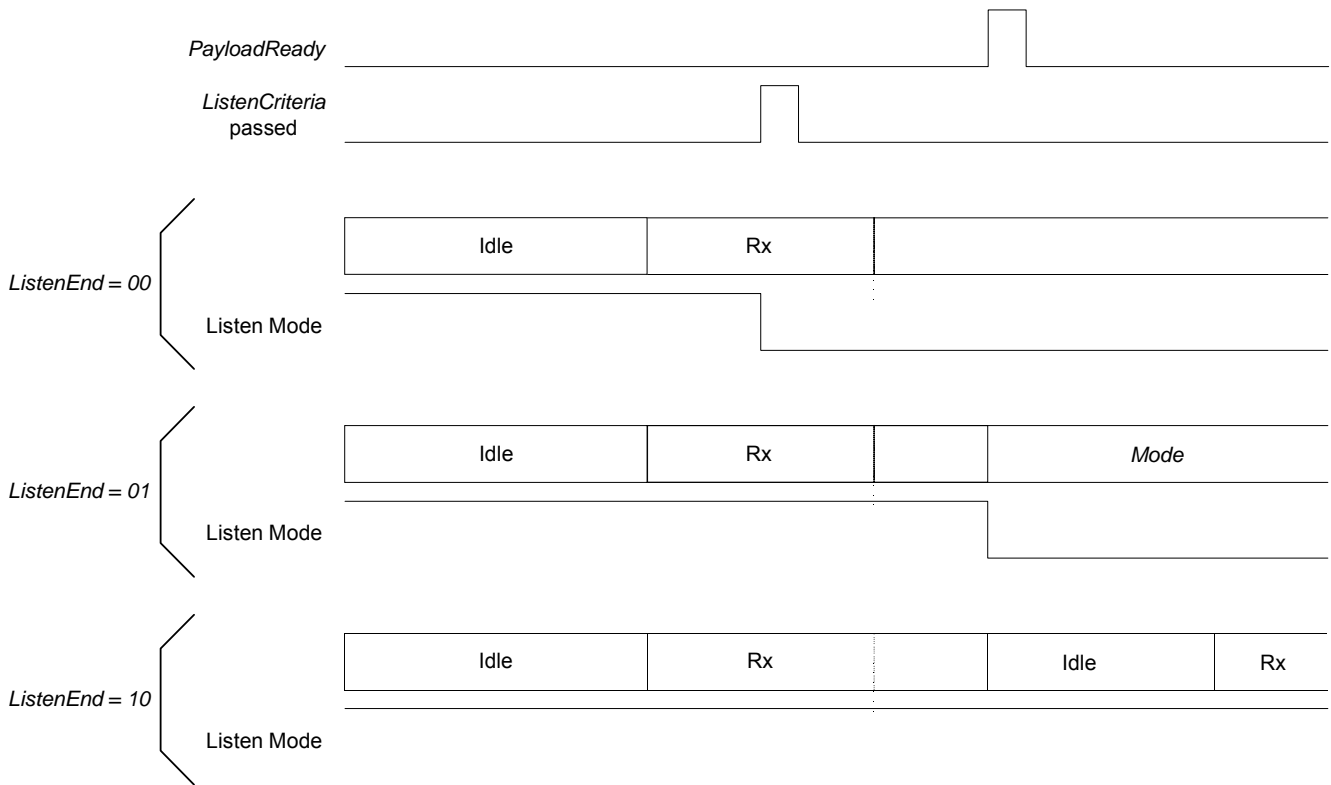 PayloadReady
ListenCriteria
passed
ListenEnd = 00
Idle
Rx
Listen Mode
ListenEnd = 01
Idle
Rx
Mode
Listen Mode
ListenEnd = 10
Idle
Rx
Idle
Rx
Listen Mode